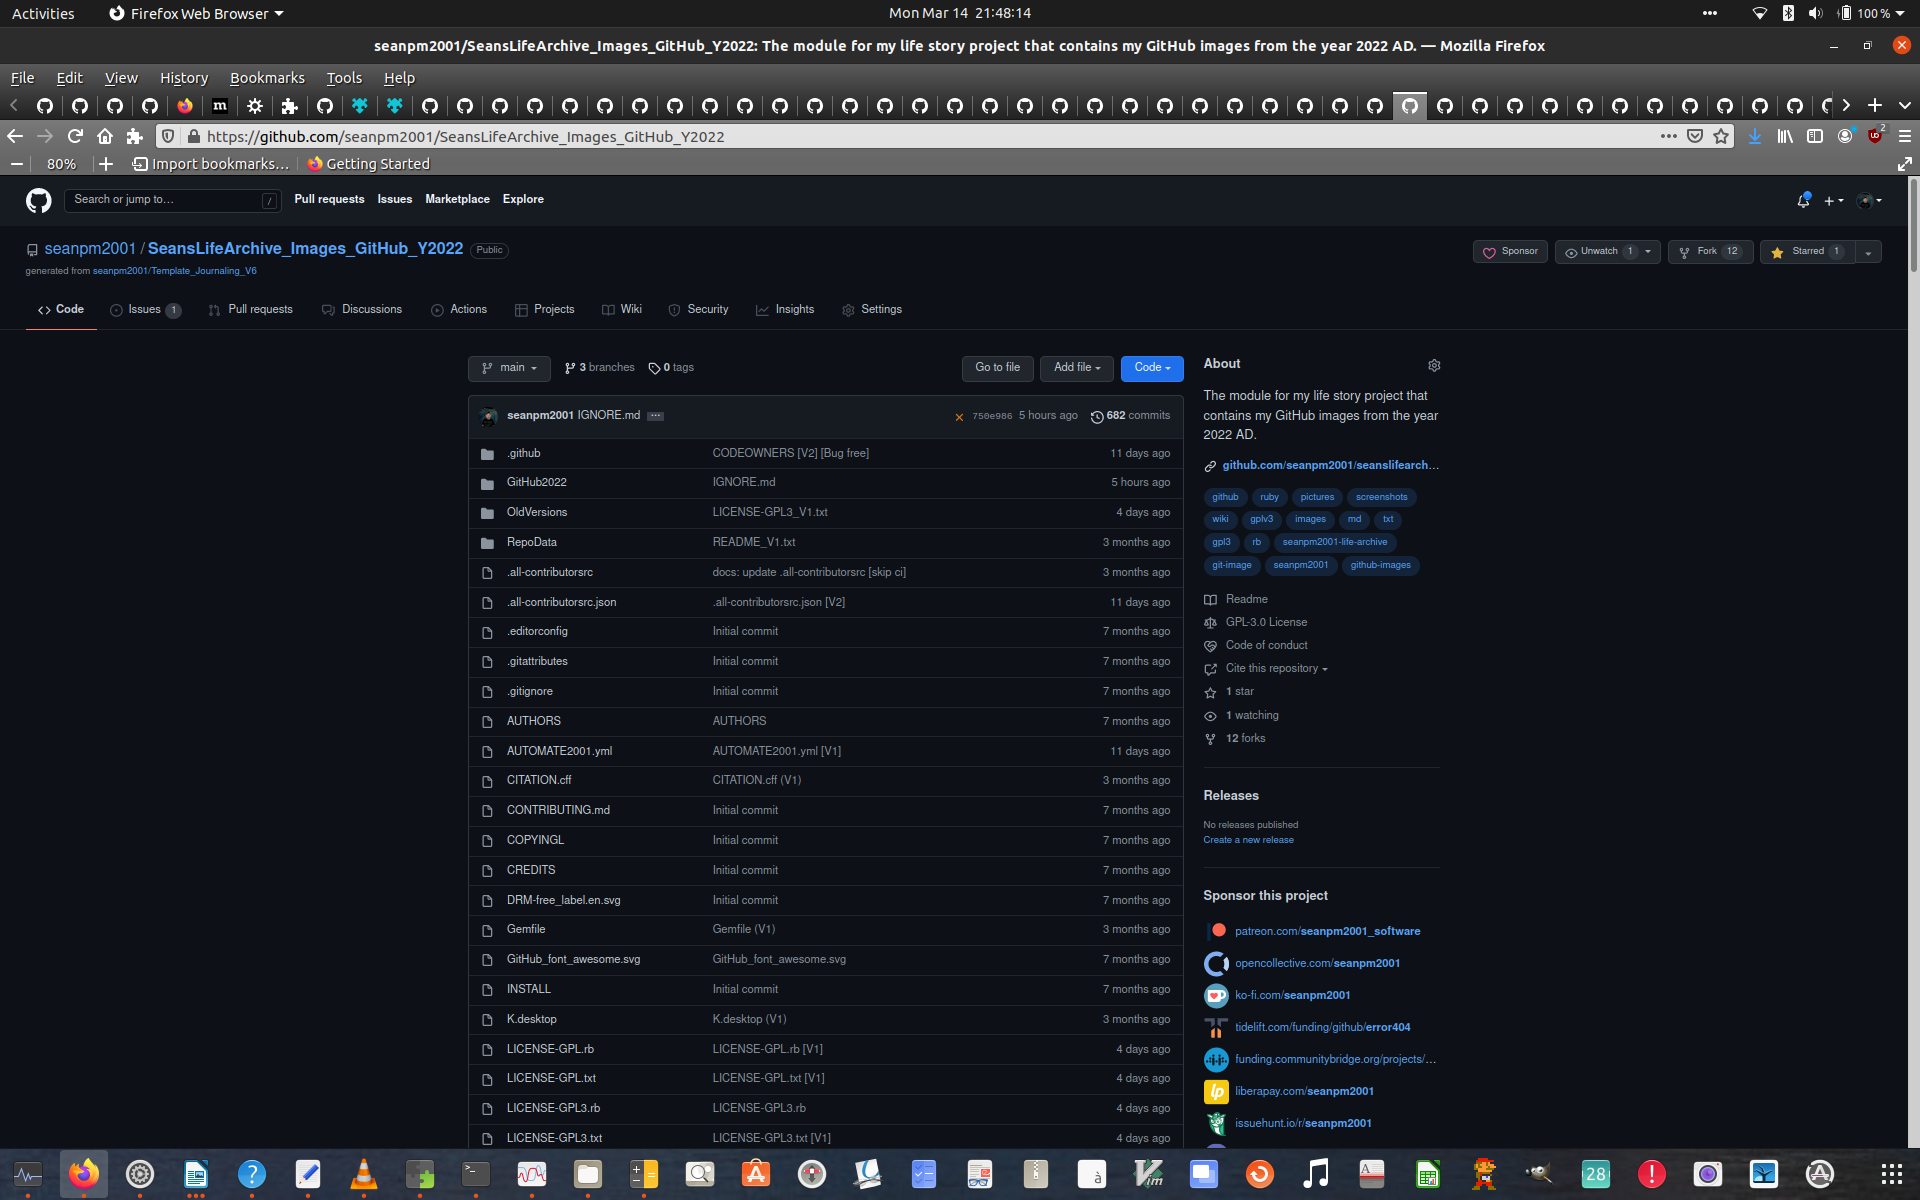 Activities
Firefox Web Browser
Mon Mar 14 21:48:14
100 %
seanpm2001/SeansLifeArchive_Images_GitHub_Y2022: The module for my life story project that contains my GitHub images from the year 2022 AD. — Mozilla Firefox
File Edit View History Bookmarks Tools Help
https://github.com/seanpm2001/SeansLifeArchive_Images_GitHub_Y2022
2
80%
Import bookmarks...
Getting Started
Search or jump to...
/
Pull requests Issues Marketplace Explore
seanpm2001 / SeansLifeArchive_Images_GitHub_Y2022 Public
generated from seanpm2001/Template_Journaling_V6
Sponsor
Unwatch 1
Fork 12
Starred 1
Code
Issues 1
Pull requests
Discussions
Actions
Projects
Wiki
Security
Insights
Settings
main
3 branches
0 tags
Go to file
Add file
Code
seanpm2001 IGNORE.md ... 750e986 5 hours ago 682 commits
.github CODEOWNERS [V2] [Bug free] 11 days ago
GitHub2022 IGNORE.md 5 hours ago
OldVersions LICENSE-GPL3_V1.txt 4 days ago
RepoData README_V1.txt 3 months ago
.all-contributorsrc docs: update .all-contributorsrc [skip ci] 3 months ago
.all-contributorsrc.json .all-contributorsrc.json [V2] 11 days ago
.editorconfig Initial commit 7 months ago
.gitattributes Initial commit 7 months ago
.gitignore Initial commit 7 months ago
AUTHORS AUTHORS 7 months ago
AUTOMATE2001.yml AUTOMATE2001.yml [V1] 11 days ago
CITATION.cff CITATION.cff (V1) 3 months ago
CONTRIBUTING.md Initial commit 7 months ago
COPYINGL Initial commit 7 months ago
CREDITS Initial commit 7 months ago
DRM-free_label.en.svg Initial commit 7 months ago
Gemfile Gemfile (V1) 3 months ago
GitHub_font_awesome.svg GitHub_font_awesome.svg 7 months ago
INSTALL Initial commit 7 months ago
K.desktop K.desktop (V1) 3 months ago
LICENSE-GPL.rb LICENSE-GPL.rb [V1] 4 days ago
LICENSE-GPL.txt LICENSE-GPL.txt [V1] 4 days ago
LICENSE-GPL3.rb LICENSE-GPL3.rb 4 days ago
LICENSE-GPL3.txt LICENSE-GPL3.txt [V1] 4 days ago
About
The module for my life story project that
contains my GitHub images from the year
2022 AD.
github.com/seanpm2001/seanslifearch...
github ruby pictures screenshots
wiki gplv3 images md txt
gpl3 rb seanpm2001-life-archive
git-image seanpm2001 github-images
Readme
GPL-3.0 License
Code of conduct
Cite this repository
1 star
1 watching
12 forks
Releases
No releases published
Create a new release
Sponsor this project
patreon.com/seanpm2001_software
opencollective.com/seanpm2001
ko-fi.com/seanpm2001
tidelift.com/funding/github/error404
funding.communitybridge.org/projects/...
liberapay.com/seanpm2001
issuehunt.io/r/seanpm2001
28